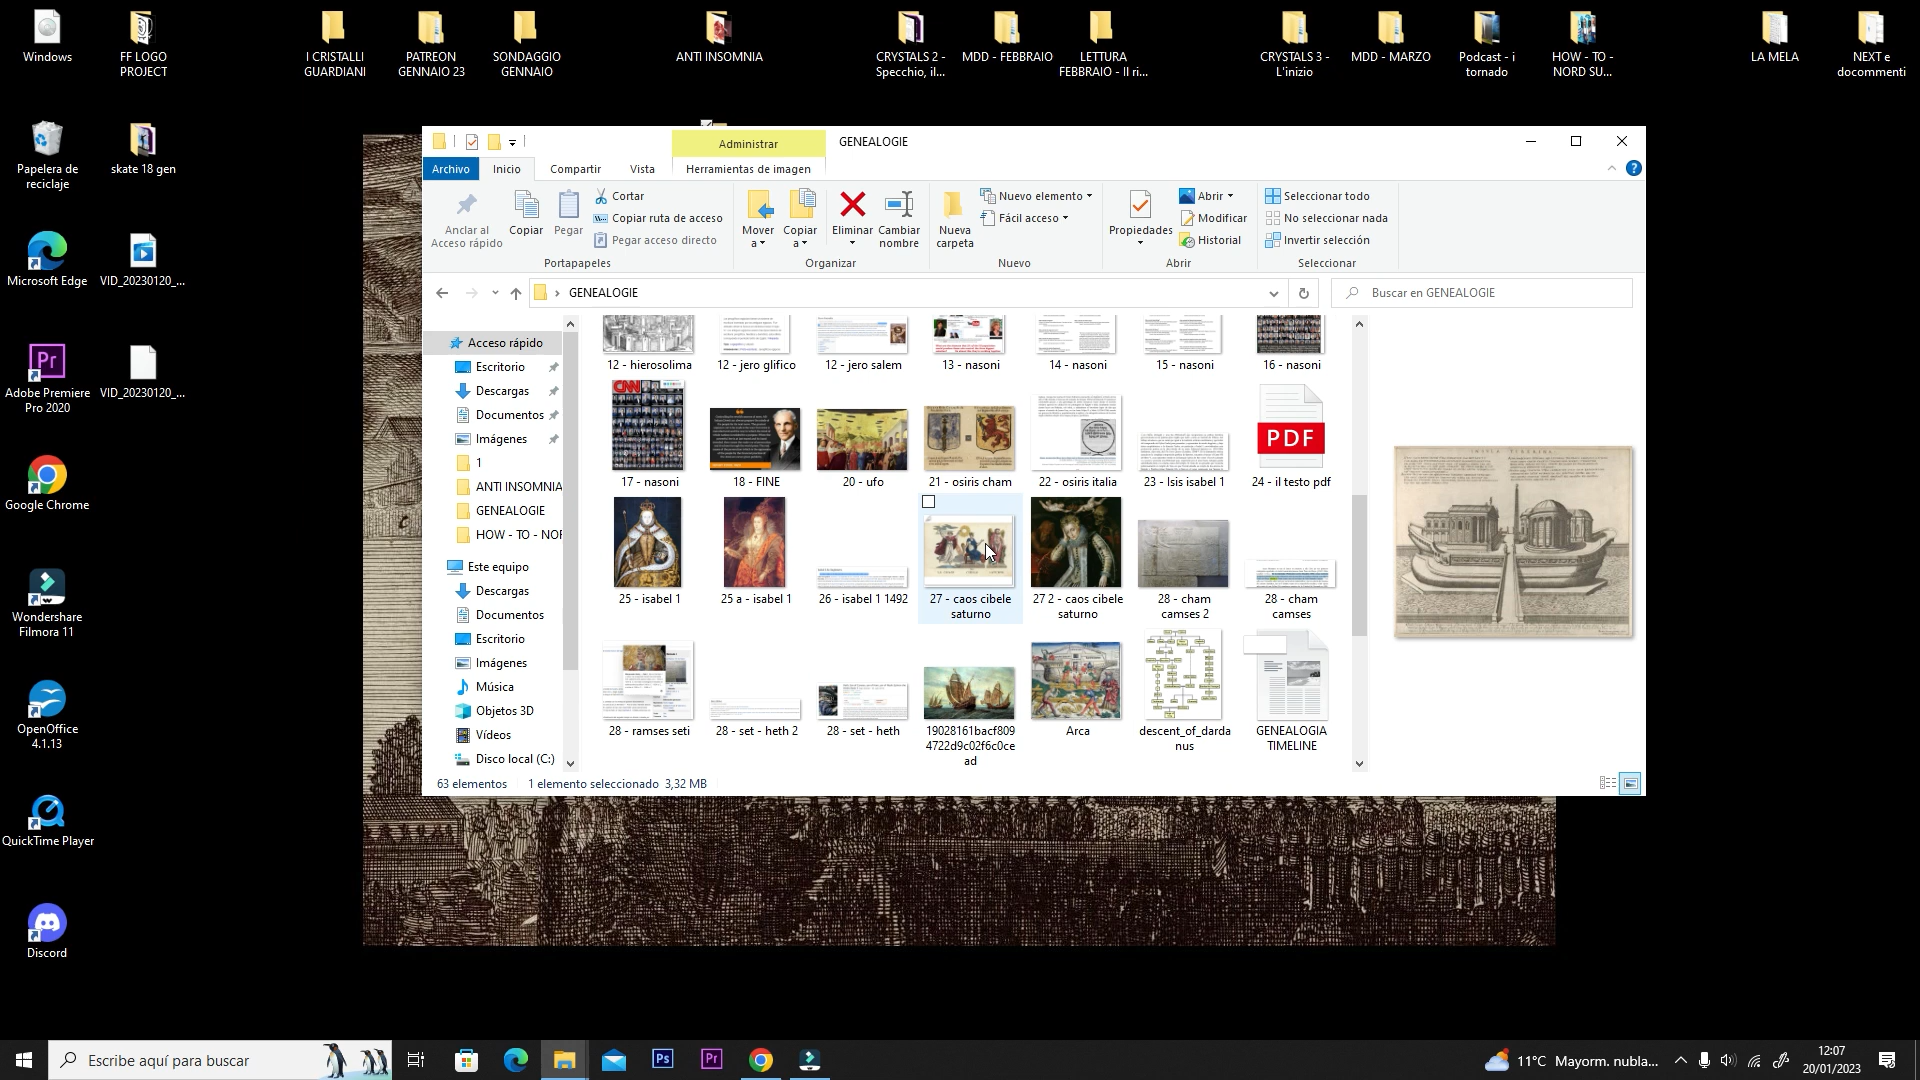 Windows
FF LOGO
PROJECT
I CRISTALLI
GUARDIANI
PATREON
GENNAIO 23
SONDAGGIO
GENNAIO
ANTI INSOMNIA
CRYSTALS 2 -
Specchio, il...
MDD - FEBBRAIO
LETTURA
FEBBRAIO - Il ri...
CRYSTALS 3 -
L'inizio
MDD - MARZO
Podcast - i
tornado
HOW - TO -
NORD SU...
LA MELA
NEXT e
docommenti
Papelera de
reciclaje
skate 18 gen
Microsoft Edge
VID_20230120_...
Adobe Premiere
Pro 2020
VID_20230120_...
Google Chrome
Wondershare
Filmora 11
OpenOffice
4.1.13
QuickTime Player
Discord
Administrar
GENEALOGIE
Archivo
Inicio
Compartir
Vista
Herramientas de imagen
Anclar al
Acceso rápido
Copiar
Pegar
Cortar
Copiar ruta de acceso
Pegar acceso directo
Portapapeles
Mover
a
Copiar
a
Eliminar
Cambiar
nombre
Organizar
Nueva
carpeta
Nuevo elemento
Fácil acceso
Nuevo
Propiedades
Abrir
Modificar
Historial
Abrir
Seleccionar todo
No seleccionar nada
Invertir selección
Seleccionar
GENEALOGIE
Buscar en GENEALOGIE
Acceso rápido
Escritorio
Descargas
Documentos
Imágenes
1
ANTI INSOMNIA
GENEALOGIE
HOW - TO - NOR
Este equipo
Descargas
Documentos
Escritorio
Imágenes
Música
Objetos 3D
Vídeos
Disco local (C:)
12 - hierosolima
12 - jero glifico
12 - jero salem
13 - nasoni
14 - nasoni
15 - nasoni
16 - nasoni
CNN
PDF
17 - nasoni
18 - FINE
20 - ufo
21 - osiris cham
22 - osiris italia
23 - Isis isabel 1
24 - il testo pdf
25 - isabel 1
25 a - isabel 1
26 - isabel 1 1492
27 - caos cibele
saturno
27 2 - caos cibele
saturno
28 - cham
camses 2
28 - cham
camses
28 - ramses seti
28 - set - heth 2
28 - set - heth
19028161bacf809
4722d9c02f6c0ce
ad
Arca
descent_of_darda
nus
GENEALOGIA
TIMELINE
63 elementos
1 elemento seleccionado 3,32 MB
Escribe aquí para buscar
Ps
Pr
11°C Mayorm. nubla...
12:07
20/01/2023